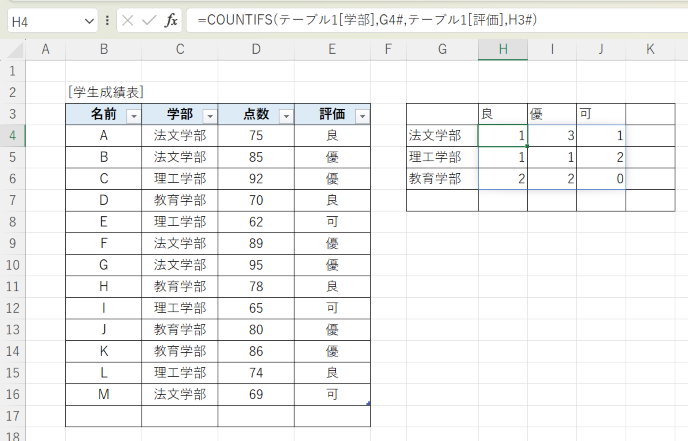 H4 fx =COUNTIFS(テーブル1[学部],G4#,テーブル1[評価],H3#)
A B C D E F G H I J K
1
2 [学生成績表]
3 名前 学部 点数 評価 良 優 可
4 A 法文学部 75 良 法文学部 1 3 1
5 B 法文学部 85 優 理工学部 1 1 2
6 C 理工学部 92 優 教育学部 2 2 0
7 D 教育学部 70 良
8 E 理工学部 62 可
9 F 法文学部 89 優
10 G 法文学部 95 優
11 H 教育学部 78 良
12 I 理工学部 65 可
13 J 教育学部 80 優
14 K 教育学部 86 優
15 L 理工学部 74 良
16 M 法文学部 69 可
17
18